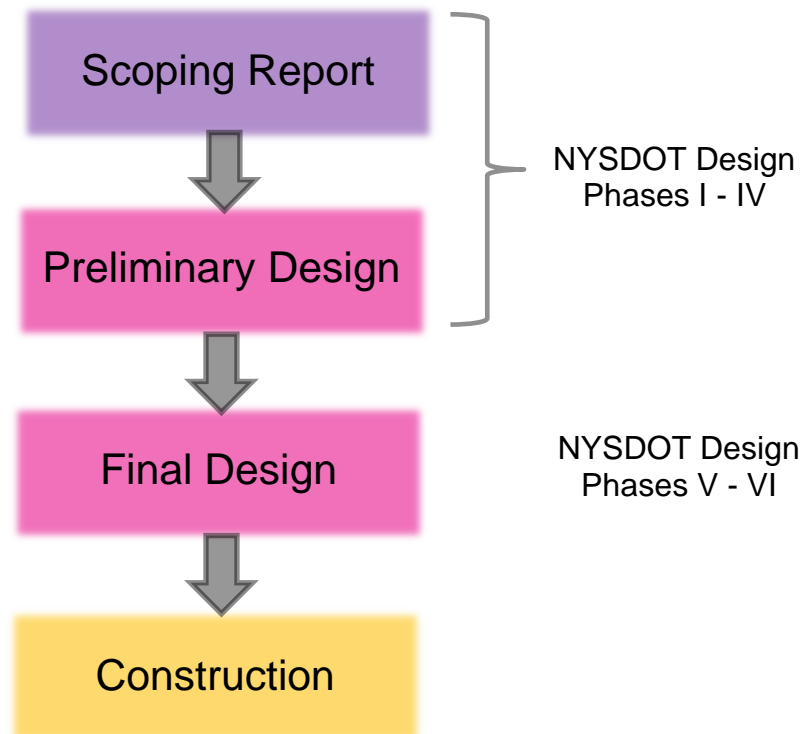 Scoping Report
NYSDOT Design
Phases I - IV
Preliminary Design
Final Design
NYSDOT Design
Phases V - VI
Construction